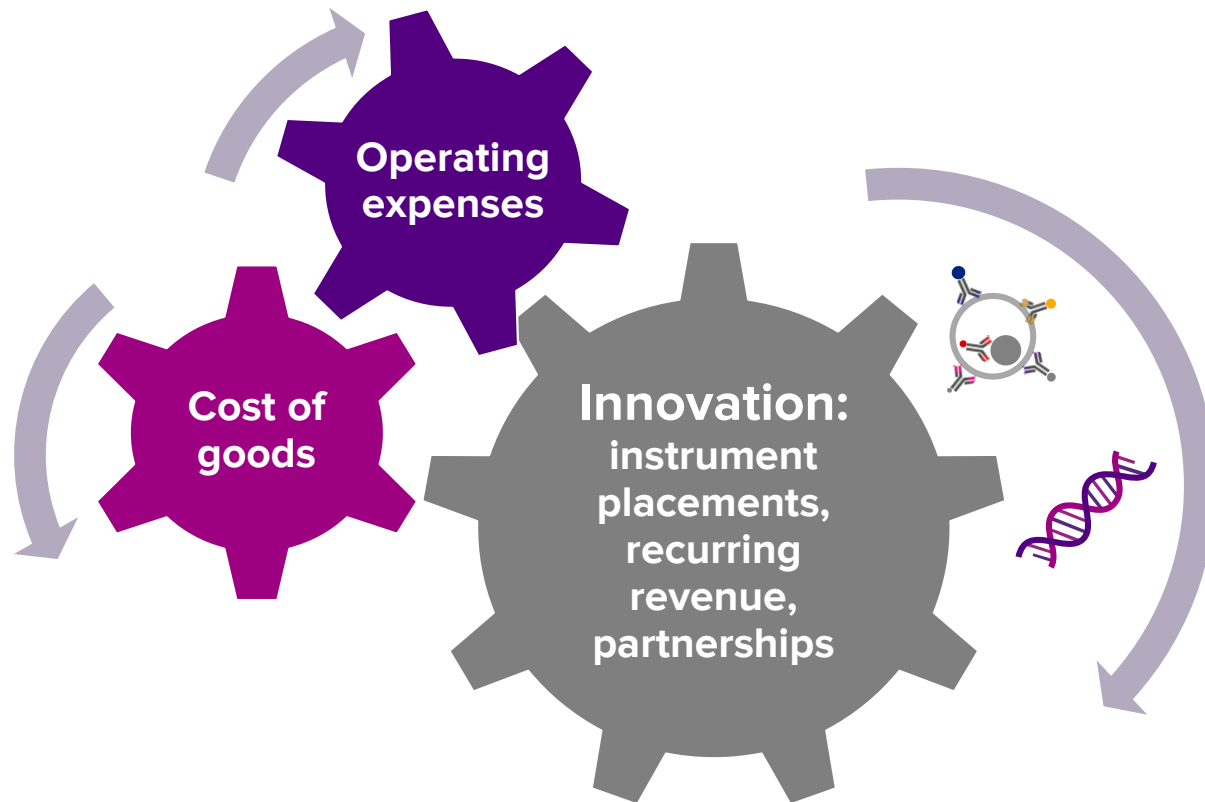 Operating
expenses
Cost of
goods
Innovation:
instrument
placements,
recurring
revenue,
partnerships